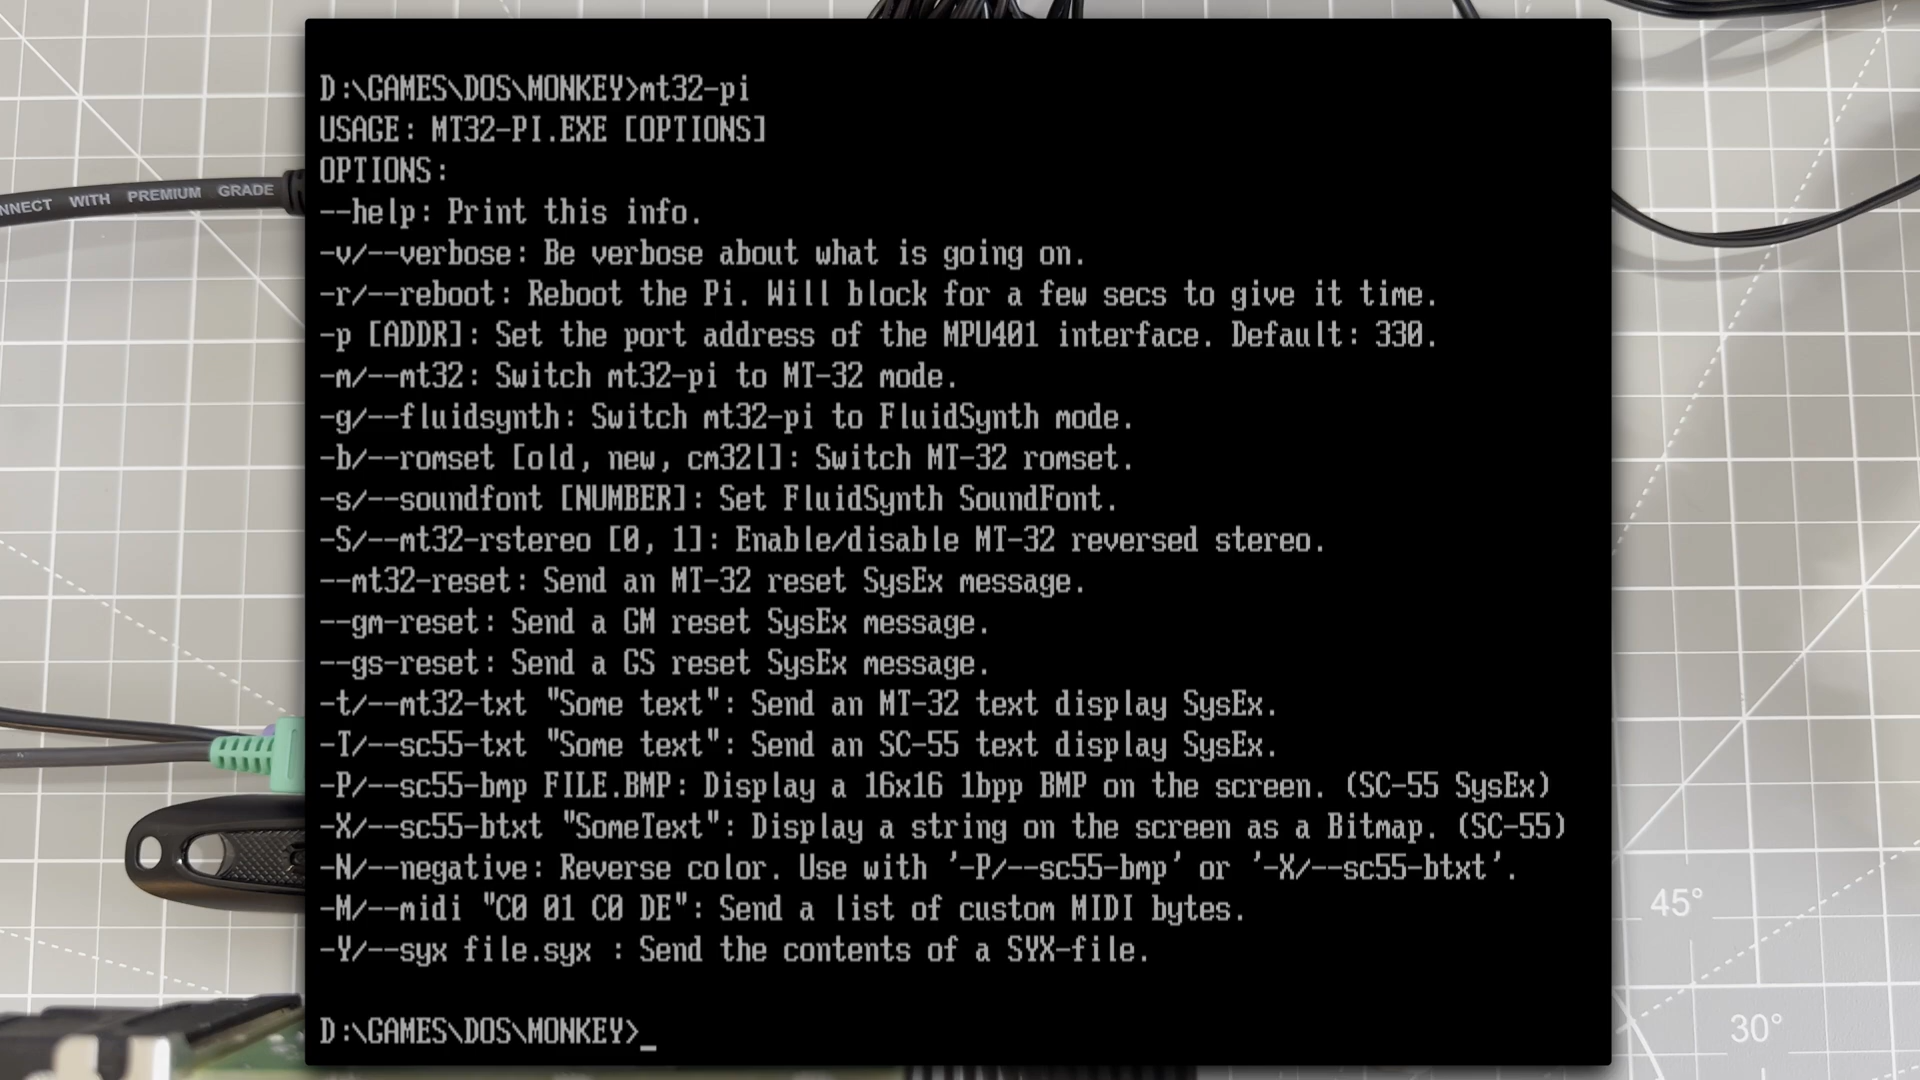 D:\GAMES\DOS\MONKEY>mt32-pi
USAGE: MT32-PI.EXE [OPTIONS]
OPTIONS:
--help: Print this info.
-v/--verbose: Be verbose about what is going on.
-r/--reboot: Reboot the Pi. Will block for a few secs to give it time.
-p [ADDR]: Set the port address of the MPU401 interface. Default: 330.
-m/--mt32: Switch mt32-pi to MT-32 mode.
-g/--fluidsynth: Switch mt32-pi to FluidSynth mode.
-b/--romset [old, new, cm32l]: Switch MT-32 romset.
-s/--soundfont [NUMBER]: Set FluidSynth SoundFont.
-S/--mt32-rstereo [0, 1]: Enable/disable MT-32 reversed stereo.
--mt32-reset: Send an MT-32 reset SysEx message.
--gm-reset: Send a GM reset SysEx message.
--gs-reset: Send a GS reset SysEx message.
-t/--mt32-txt "Some text": Send an MT-32 text display SysEx.
-T/--sc55-txt "Some text": Send an SC-55 text display SysEx.
-P/--sc55-bmp FILE.BMP: Display a 16x16 1bpp BMP on the screen. (SC-55 SysEx)
-X/--sc55-btxt "SomeText": Display a string on the screen as a Bitmap. (SC-55)
-N/--negative: Reverse color. Use with '-P/--sc55-bmp' or '-X/--sc55-btxt'.
-M/--midi "C0 01 C0 DE": Send a list of custom MIDI bytes.
-Y/--syx file.syx : Send the contents of a SYX-file.
D:\GAMES\DOS\MONKEY>_
WITH PREMIUM GRADE
45°
30°